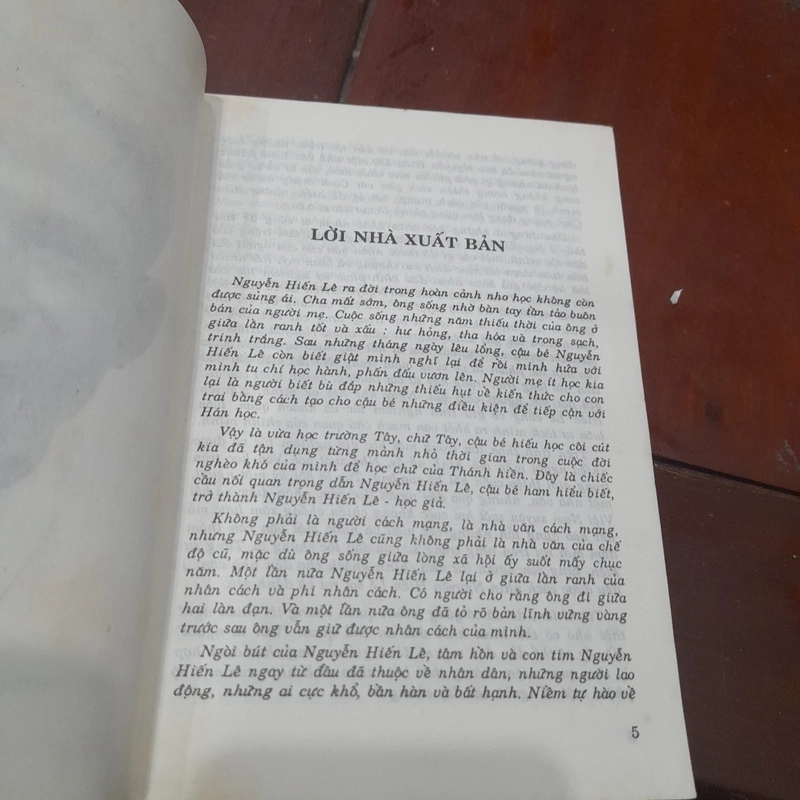 LỜI NHÀ XUẤT BẢN
Nguyễn Hiến Lê ra đời trong hoàn cảnh nho học không còn
được sủng ái. Cha mất sớm, ông sống nhờ bàn tay tần tảo buôn
bán của người mẹ. Cuộc sống những năm thiếu thời của ông ở
giữa lằn ranh tốt và xấu : hư hỏng, tha hóa và trong sạch,
trinh trắng. Sau những tháng ngày lêu lổng, cậu bé Nguyễn
Hiến Lê còn biết giật mình nghĩ lại để rồi mình hứa với
mình tu chí học hành, phấn đấu vươn lên. Người mẹ ít học kia
lại là người biết bù đắp những thiếu hụt về kiến thức cho con
trai bằng cách tạo cho cậu bé những điều kiện để tiếp cận với
Hán học.
Vậy là vừa học trường Tây, chữ Tây, cậu bé hiếu học côi cút
kia đã tận dụng từng mảnh nhỏ thời gian trong cuộc đời
nghèo khó của mình để học chữ của Thánh hiền. Đây là chiếc
cầu nối quan trọng dẫn Nguyễn Hiến Lê, cậu bé ham hiểu biết,
trở thành Nguyễn Hiến Lê - học giả.
Không phải là người cách mạng, là nhà văn cách mạng,
nhưng Nguyễn Hiến Lê cũng không phải là nhà văn của chế
độ cũ, mặc dù ông sống giữa lòng xã hội ấy suốt mấy chục
năm. Một lần nữa Nguyễn Hiến Lê lại ở giữa lằn ranh của
nhân cách và phi nhân cách. Có người cho rằng ông đi giữa
hai làn đạn. Và một lần nữa ông đã tỏ rõ bản lĩnh vững vàng
trước sau ông vẫn giữ được nhân cách của mình.
Ngòi bút của Nguyễn Hiến Lê, tâm hồn và con tim Nguyễn
Hiến Lê ngay từ đầu đã thuộc về nhân dân, những người lao
động, những ai cực khổ, bần hàn và bất hạnh. Niềm tự hào về
5